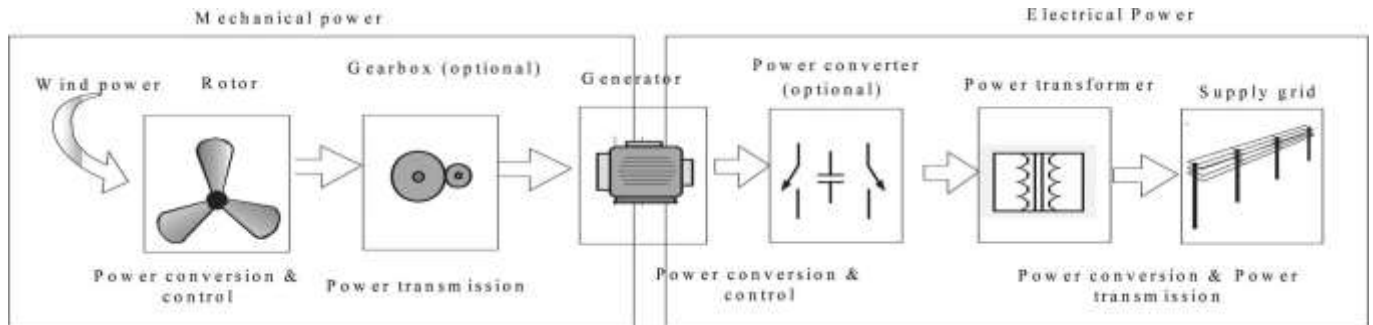 Mechanical power
Electrical Power
Wind power
Rotor
Gearbox (optional)
Generator
Power converter
(optional)
Power transformer
Supply grid
Power conversion &
control
Power transmission
Power conversion &
control
Power conversion & Power
transmission